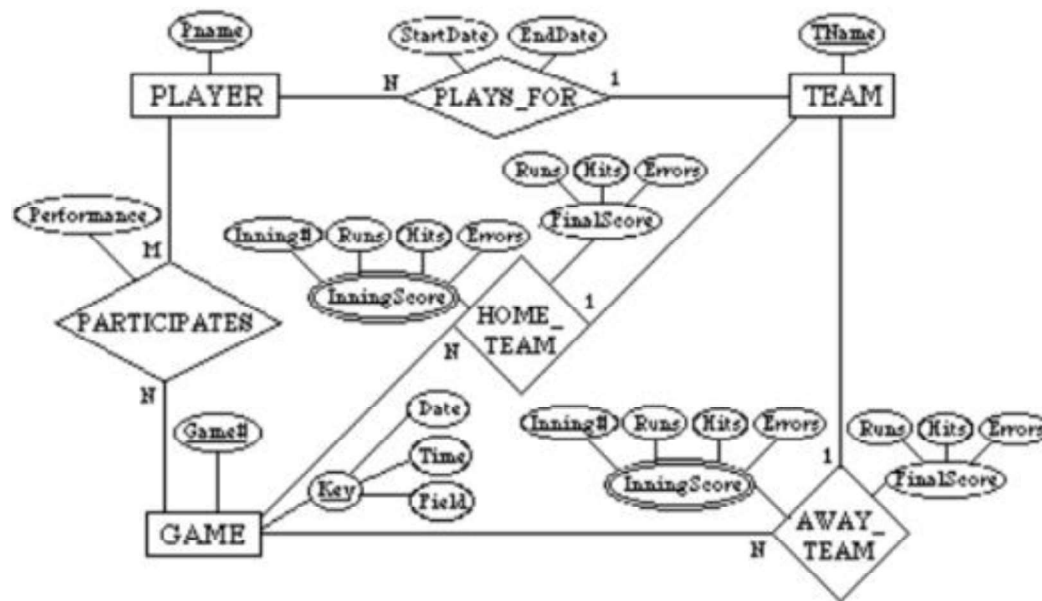 Pname
StartDate
EndDate
TName
PLAYER
N
PLAYS_FOR
1
TEAM
Runs
Hits
Errors
Performance
FinalScore
Inning#
Runs
Hits
Errors
M
InningScore
1
PARTICIPATES
HOME_
TEAM
N
N
Date
Game#
Time
Key
Field
Inning#
Runs
Hits
Errors
Runs
Hits
Errors
1
InningScore
FinalScore
GAME
N
AWAY_
TEAM